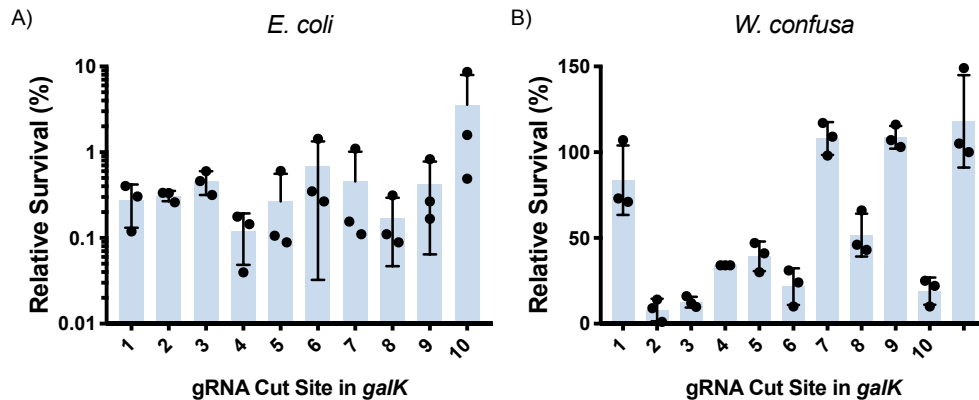 A)
E. coli
Relative Survival (%)
10
1
0.1
0.01
1 2 3 4 5 6 7 8 9 10
gRNA Cut Site in galK
B)
W. confusa
Relative Survival (%)
150
100
50
0
1 2 3 4 5 6 7 8 9 10
gRNA Cut Site in galK